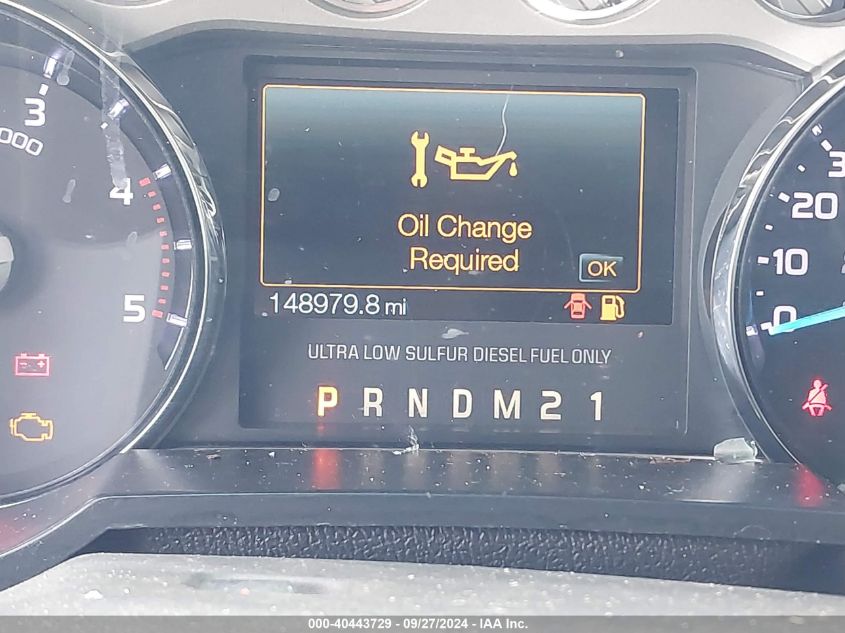 3
000
4
5
Oil Change
Required
OK
148979.8 mi
ULTRA LOW SULFUR DIESEL FUEL ONLY
P R N D M 2 1
20
10
0
000-40443729 - 09/27/2024 - IAA Inc.